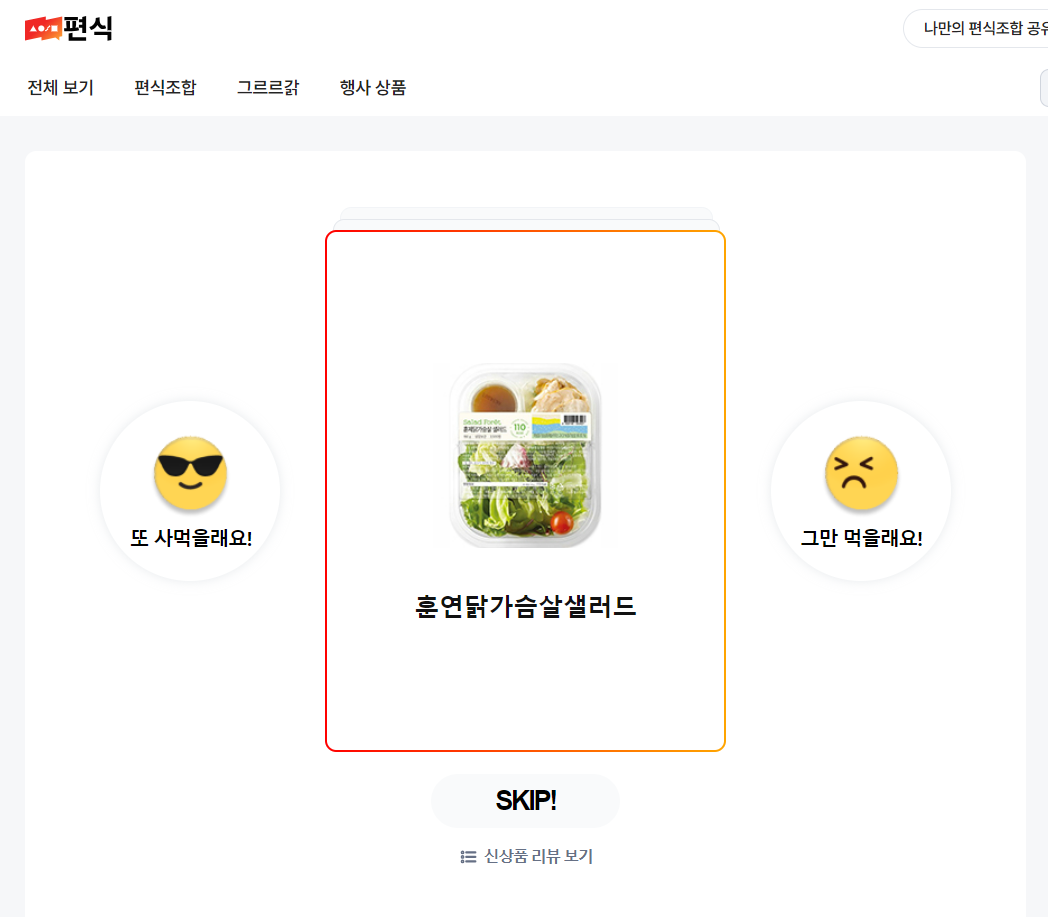 편식
나만의 편식조합 공유
전체 보기
편식조합
그르르갉
행사 상품
Salad Forêt
훈제닭가슴살 샐러드
110
또 사먹을래요!
그만 먹을래요!
훈연닭가슴살샐러드
SKIP!
신상품 리뷰 보기